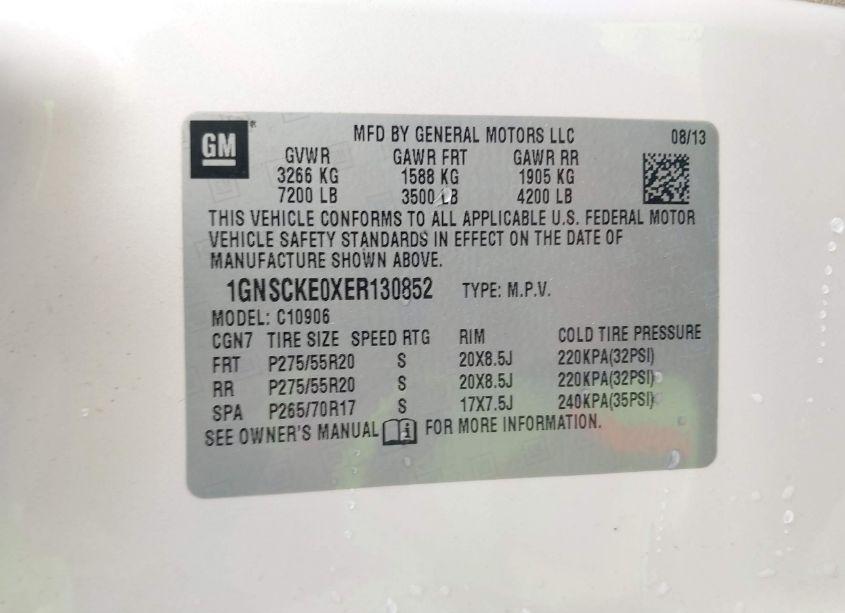 GM MFD BY GENERAL MOTORS LLC 08/13
GVWR GAWR FRT GAWR RR
3266 KG 1588 KG 1905 KG
7200 LB 3500 LB 4200 LB
THIS VEHICLE CONFORMS TO ALL APPLICABLE U.S. FEDERAL MOTOR
VEHICLE SAFETY STANDARDS IN EFFECT ON THE DATE OF
MANUFACTURE SHOWN ABOVE.
1GNSCKE0XER130852 TYPE: M.P.V.
MODEL: C10906
CGN7 TIRE SIZE SPEED RTG RIM COLD TIRE PRESSURE
FRT P275/55R20 S 20X8.5J 220KPA(32PSI)
RR P275/55R20 S 20X8.5J 220KPA(32PSI)
SPA P265/70R17 S 17X7.5J 240KPA(35PSI)
SEE OWNER'S MANUAL FOR MORE INFORMATION.